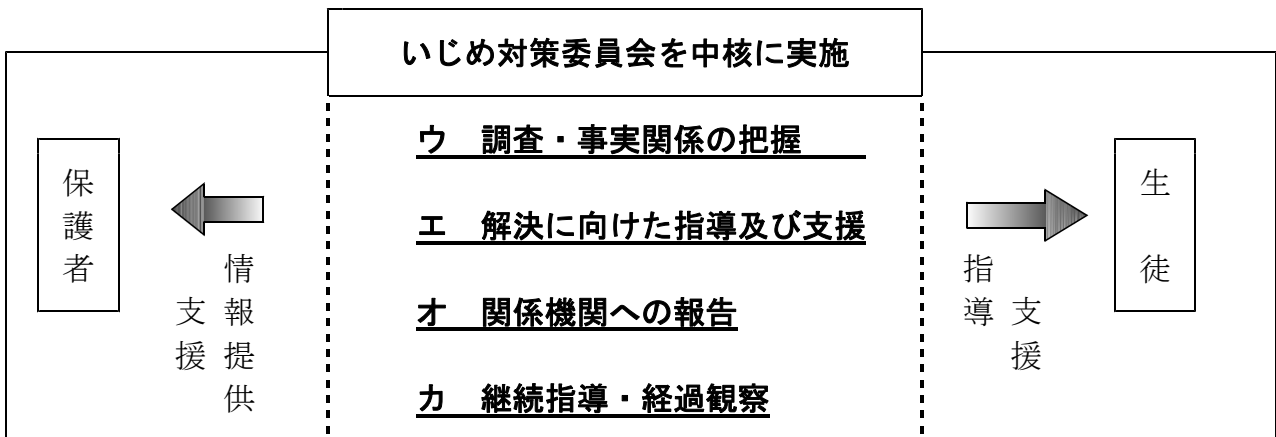 いじめ対策委員会を中核に実施
ウ　調査・事実関係の把握
エ　解決に向けた指導及び支援
オ　関係機関への報告
カ　継続指導・経過観察
保護者
情報提供
支援
生徒
支援
指導